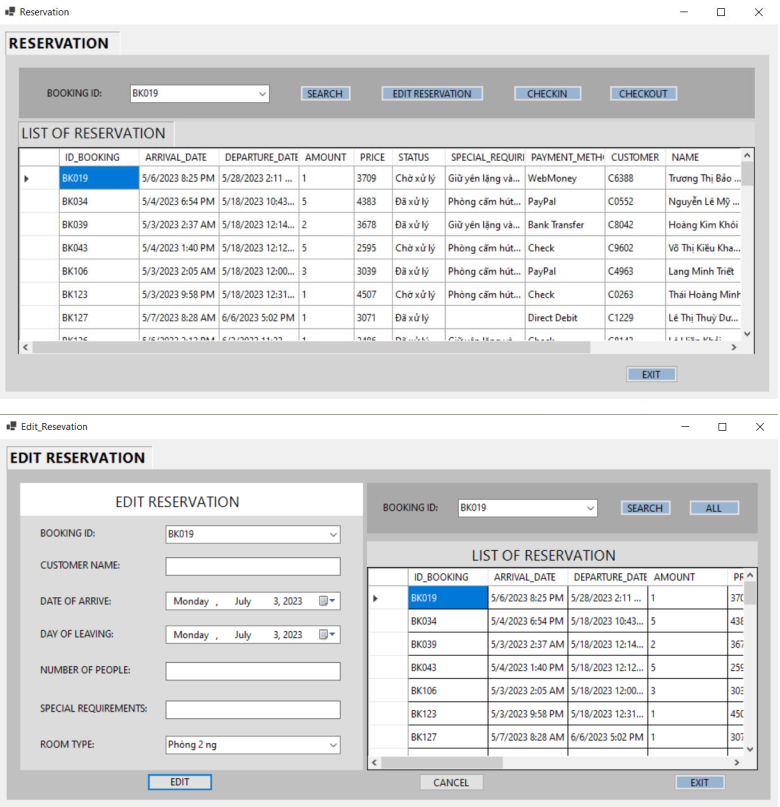 Reservation
RESERVATION
BOOKING ID: BK019 SEARCH EDIT RESERVATION CHECKIN CHECKOUT
LIST OF RESERVATION
ID_BOOKING ARRIVAL_DATE DEPARTURE_DATE AMOUNT PRICE STATUS SPECIAL_REQUIRI PAYMENT_METH CUSTOMER NAME
BK019 5/6/2023 8:25 PM 5/28/2023 2:11 ... 1 3709 Chờ xử lý Giữ yên lặng và... WebMoney C6388 Trương Thị Bảo ...
BK034 5/4/2023 6:54 PM 5/18/2023 10:43... 5 4383 Đã xử lý Phòng cấm hút... PayPal C0552 Nguyễn Lê Mỹ ...
BK039 5/3/2023 2:37 AM 5/18/2023 12:14... 2 3678 Đã xử lý Giữ yên lặng và... Bank Transfer C8042 Hoàng Kim Khôi
BK043 5/4/2023 1:40 PM 5/18/2023 12:12... 5 2595 Chờ xử lý Phòng cấm hút... Check C9602 Võ Thị Kiều Kha...
BK106 5/3/2023 2:05 AM 5/18/2023 12:00... 3 3039 Đã xử lý Phòng cấm hút... PayPal C4963 Lang Minh Triết
BK123 5/3/2023 9:58 PM 5/18/2023 12:31... 1 4507 Chờ xử lý Phòng cấm hút... Check C0263 Thái Hoàng Minh
BK127 5/7/2023 8:28 AM 6/6/2023 5:02 PM 1 3071 Đã xử lý Direct Debit C1229 Lê Thị Thuỳ Dư...
EXIT
Edit_Resevation
EDIT RESERVATION
EDIT RESERVATION
BOOKING ID: BK019
CUSTOMER NAME:
DATE OF ARRIVE: Monday , July 3, 2023
DAY OF LEAVING: Monday , July 3, 2023
NUMBER OF PEOPLE:
SPECIAL REQUIREMENTS:
ROOM TYPE: Phòng 2 ng
EDIT
BOOKING ID: BK019 SEARCH ALL
LIST OF RESERVATION
ID_BOOKING ARRIVAL_DATE DEPARTURE_DATE AMOUNT PR
BK019 5/6/2023 8:25 PM 5/28/2023 2:11 ... 1 370
BK034 5/4/2023 6:54 PM 5/18/2023 10:43... 5 438
BK039 5/3/2023 2:37 AM 5/18/2023 12:14... 2 367
BK043 5/4/2023 1:40 PM 5/18/2023 12:12... 5 259
BK106 5/3/2023 2:05 AM 5/18/2023 12:00... 3 303
BK123 5/3/2023 9:58 PM 5/18/2023 12:31... 1 450
BK127 5/7/2023 8:28 AM 6/6/2023 5:02 PM 1 307
CANCEL EXIT